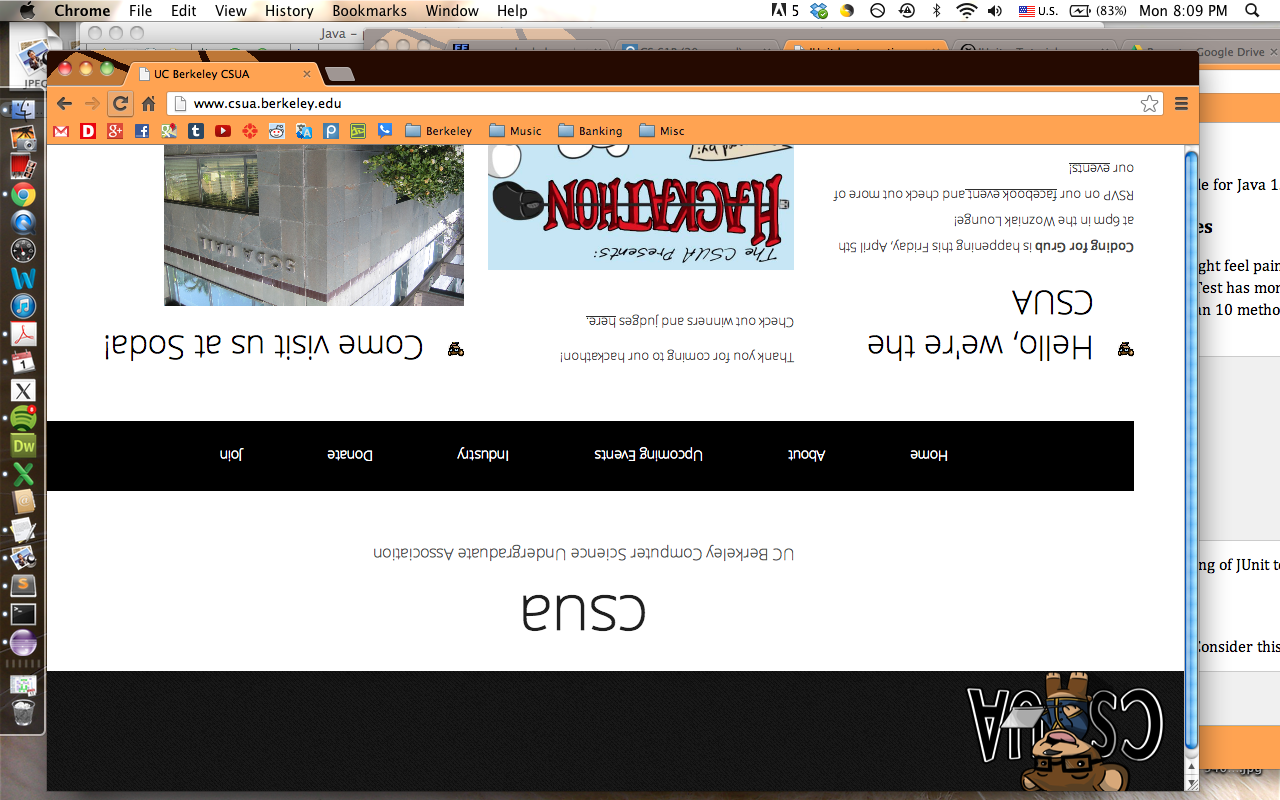 Chrome File Edit View History Bookmarks Window Help 5 U.S. (83%) Mon 8:09 PM
Java –
Google Drive
UC Berkeley CSUA
www.csua.berkeley.edu
Berkeley Music Banking Misc
CSUA
csua
UC Berkeley Computer Science Undergraduate Association
Home About Upcoming Events Industry Donate Join
Hello, we're the
CSUA
Coding for Grub is happening this Friday, April 5th
at 6pm in the Wozniak Lounge!
RSVP on our facebook event and check out more of
our events!
Thank you for coming to our hackathon!
Check out winners and judges here.
The CSUA Presents:
HACKATHON
by:
Come visit us at Soda!
SODA HALL
le for Java 1
es
ght feel pain
Test has mor
n 10 metho
ng of JUnit to
Consider this
JPEG
1
X
Dw